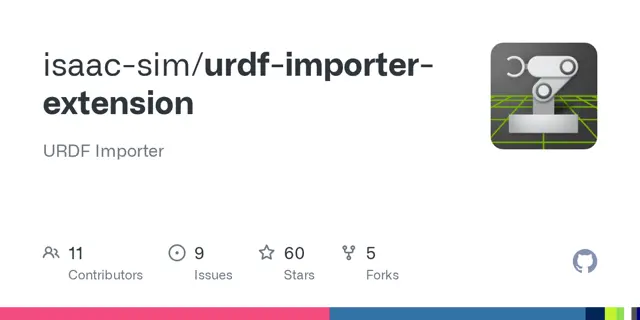 isaac-sim/urdf-importer-
extension
URDF Importer
11 9 60 5
Contributors Issues Stars Forks